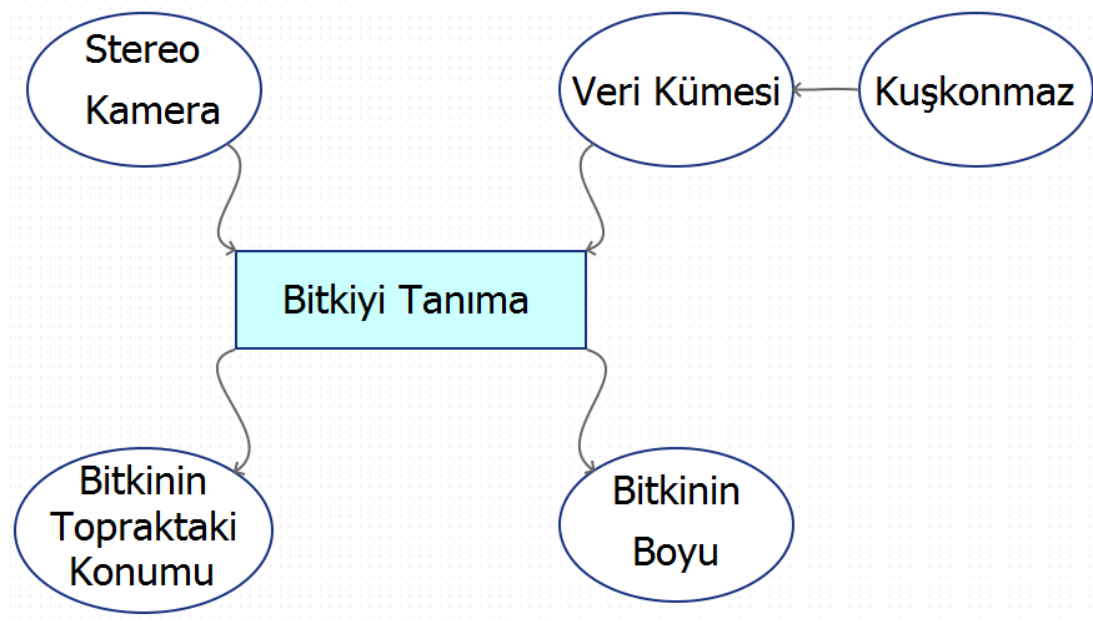 Stereo
Kamera
Veri Kümesi
Kuşkonmaz
Bitkiyi Tanıma
Bitkinin
Topraktaki
Konumu
Bitkinin
Boyu